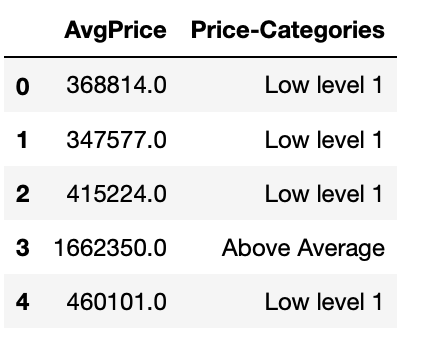 AvgPrice Price-Categories
0 368814.0 Low level 1
1 347577.0 Low level 1
2 415224.0 Low level 1
3 1662350.0 Above Average
4 460101.0 Low level 1